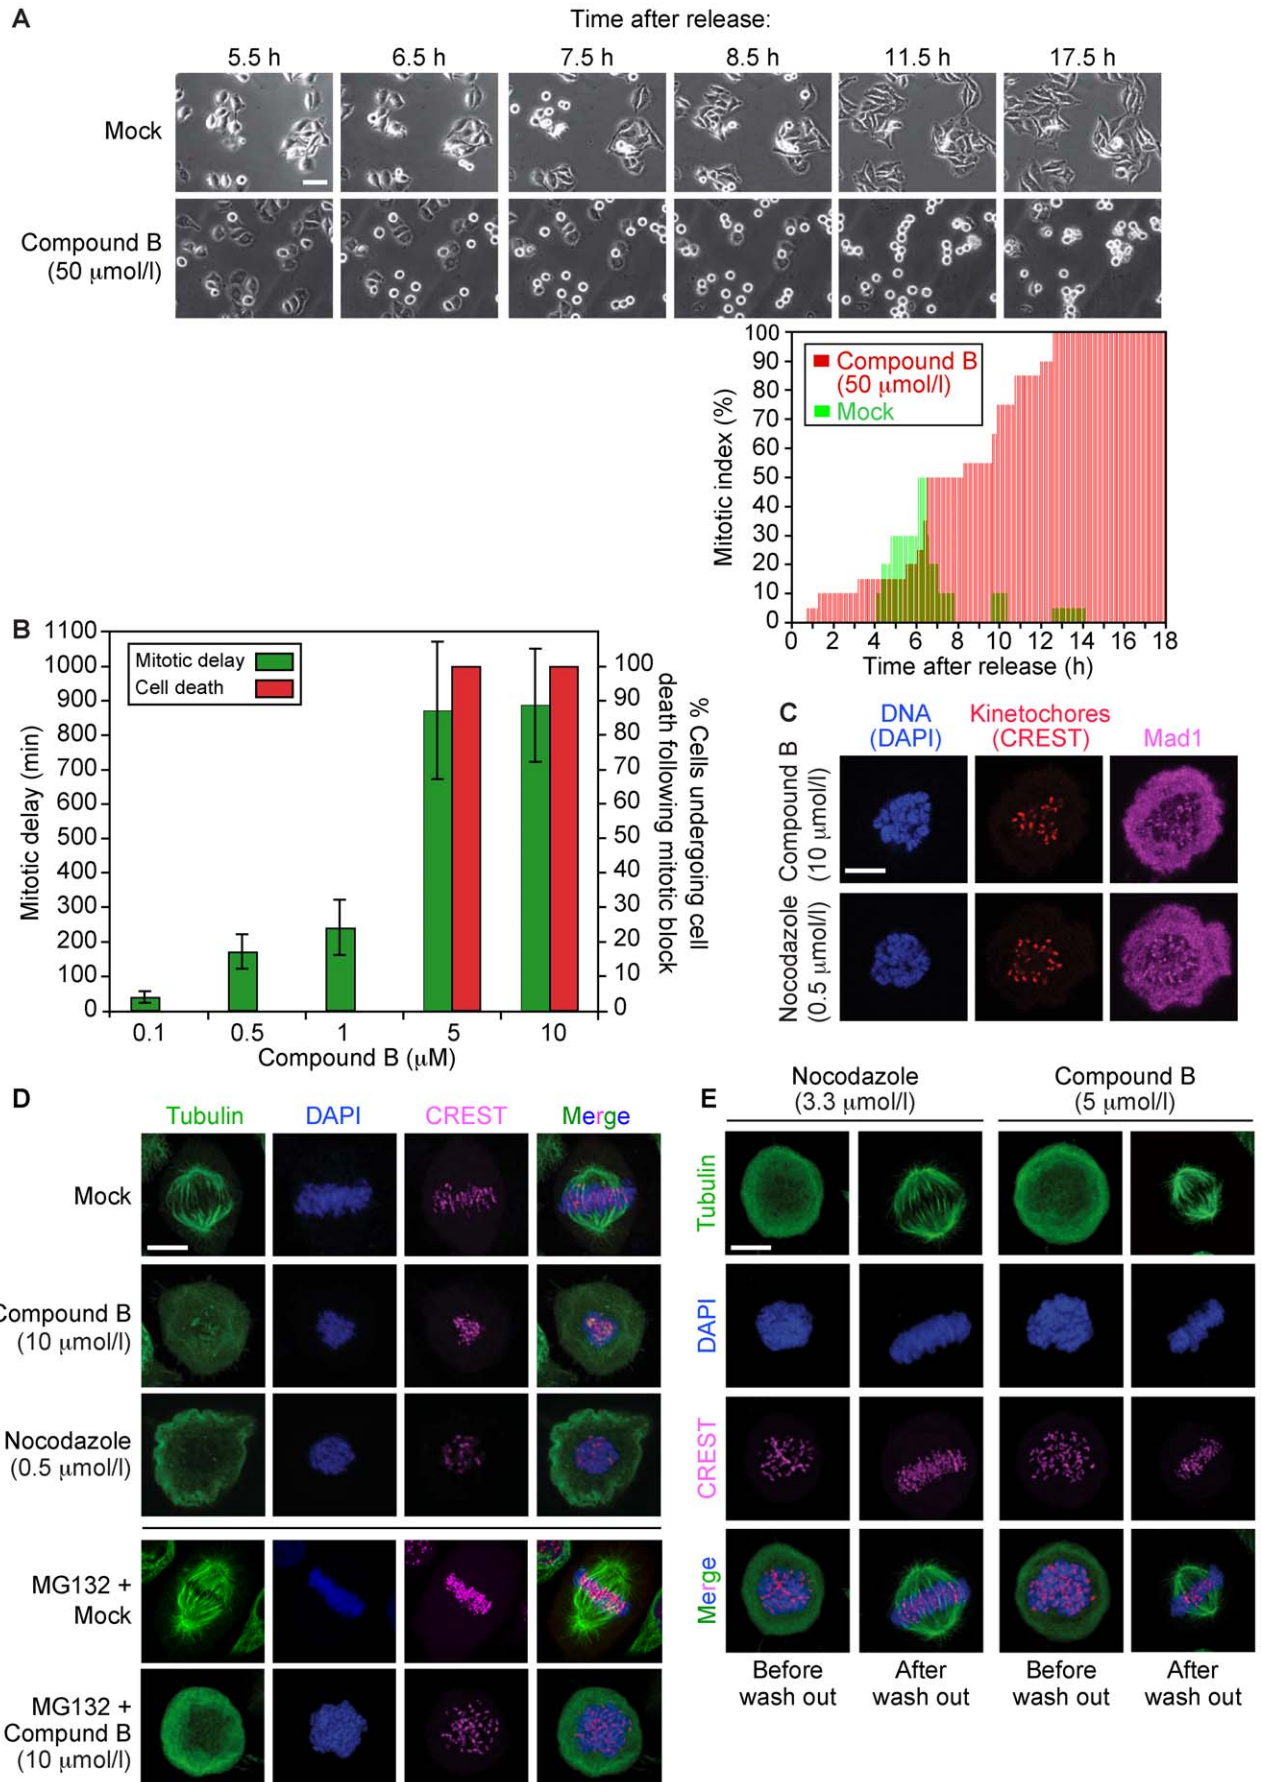 A
Time after release:
5.5 h 6.5 h 7.5 h 8.5 h 11.5 h 17.5 h
Mock
Compound B
(50 µmol/l)
100
90
80
70
60
50
40
30
20
10
0
Mitotic index (%)
Compound B
(50 µmol/l)
Mock
0 2 4 6 8 10 12 14 16 18
Time after release (h)
B
1100
1000
900
800
700
600
500
400
300
200
100
0
Mitotic delay (min)
Mitotic delay
Cell death
100
90
80
70
60
50
40
30
20
10
0
% Cells undergoing cell
death following mitotic block
0.1 0.5 1 5 10
Compound B (µM)
C
DNA
(DAPI)
Kinetochores
(CREST)
Mad1
Compound B
(10 µmol/l)
Nocodazole
(0.5 µmol/l)
D
Tubulin DAPI CREST Merge
Mock
Compound B
(10 µmol/l)
Nocodazole
(0.5 µmol/l)
MG132 +
Mock
MG132 +
Compund B
(10 µmol/l)
E
Nocodazole
(3.3 µmol/l)
Compound B
(5 µmol/l)
Tubulin
DAPI
CREST
Merge
Before
wash out
After
wash out
Before
wash out
After
wash out